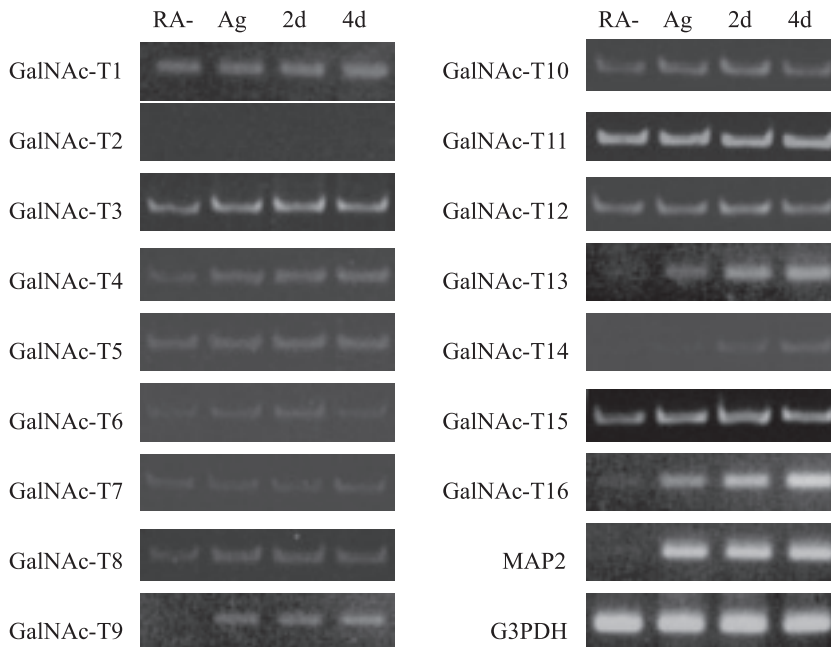 RA- Ag 2d 4d
GalNAc-T1
GalNAc-T2
GalNAc-T3
GalNAc-T4
GalNAc-T5
GalNAc-T6
GalNAc-T7
GalNAc-T8
GalNAc-T9
RA- Ag 2d 4d
GalNAc-T10
GalNAc-T11
GalNAc-T12
GalNAc-T13
GalNAc-T14
GalNAc-T15
GalNAc-T16
MAP2
G3PDH